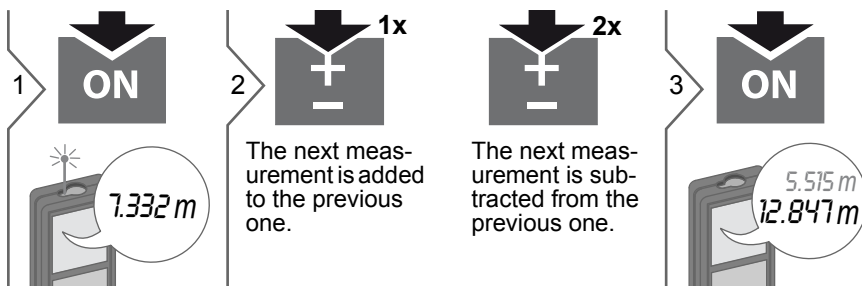 1
ON
7.332 m
2
1x
+
–
The next meas-
urement is added
to the previous
one.
2x
+
–
The next meas-
urement is sub-
tracted from the
previous one.
3
ON
5.515 m
12.847 m